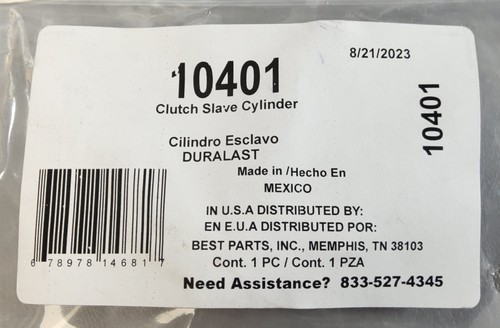 8/21/2023
10401
Clutch Slave Cylinder
10401
Cilindro Esclavo
DURALAST
Made in /Hecho En
MEXICO
IN U.S.A DISTRIBUTED BY:
EN E.U.A DISTRIBUTED POR:
BEST PARTS, INC., MEMPHIS, TN 38103
Cont. 1 PC / Cont. 1 PZA
6 78978 14681 7
Need Assistance? 833-527-4345